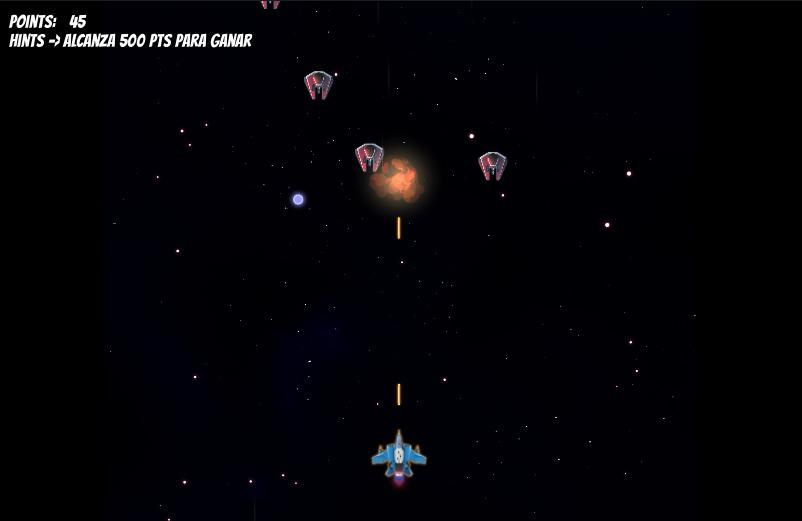 POINTS: 45
HINTS -> ALCANZA 500 PTS PARA GANAR